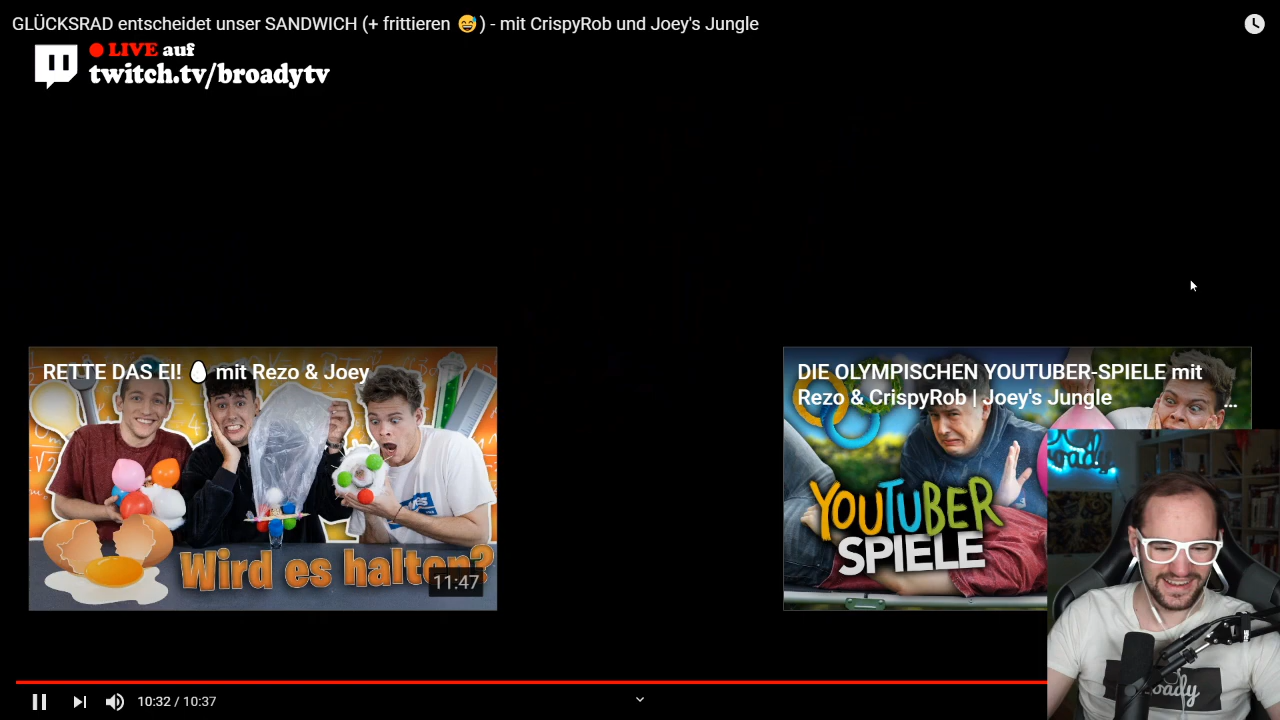 GLÜCKSRAD entscheidet unser SANDWICH (+ frittieren 😅) - mit CrispyRob und Joey's Jungle
LIVE auf
twitch.tv/broadytv
RETTE DAS EI! 🥚 mit Rezo & Joey
Wird es halten?
11:47
DIE OLYMPISCHEN YOUTUBER-SPIELE mit
Rezo & CrispyRob | Joey's Jungle
...
YOUTUBER
SPIELE
10:32 / 10:37